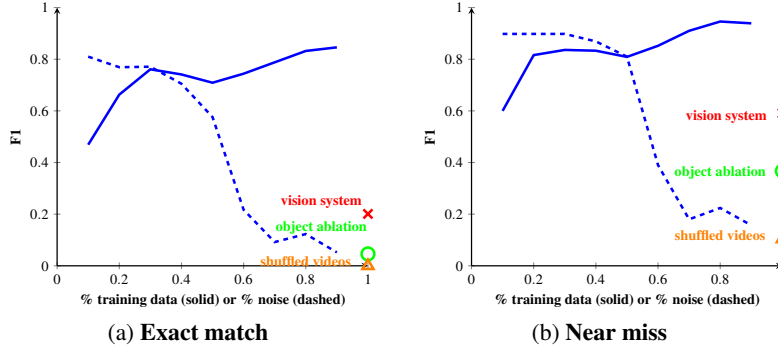 F1
1
0.8
0.6
0.4
0.2
0
vision system
object ablation
shuffled videos
0 0.2 0.4 0.6 0.8 1
% training data (solid) or % noise (dashed)
(a) Exact match
F1
1
0.8
0.6
0.4
0.2
0
vision system
object ablation
shuffled videos
0 0.2 0.4 0.6 0.8
% training data (solid) or % noise (dashed)
(b) Near miss